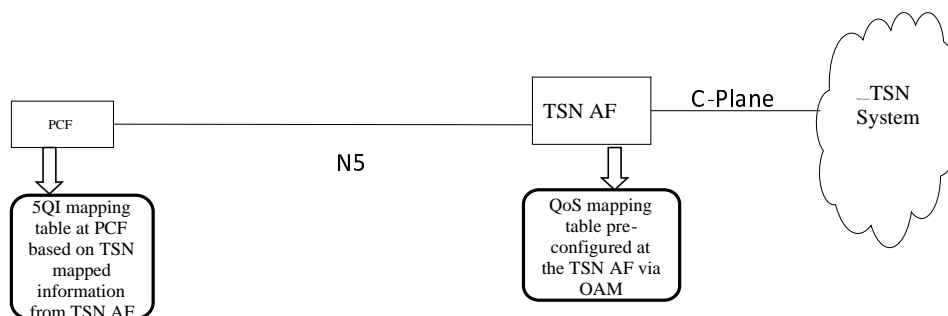 PCF
N5
TSN AF
C-Plane
TSN
System
5QI mapping
table at PCF
based on TSN
mapped
information
from TSN AF
QoS mapping
table pre-
configured at
the TSN AF via
OAM